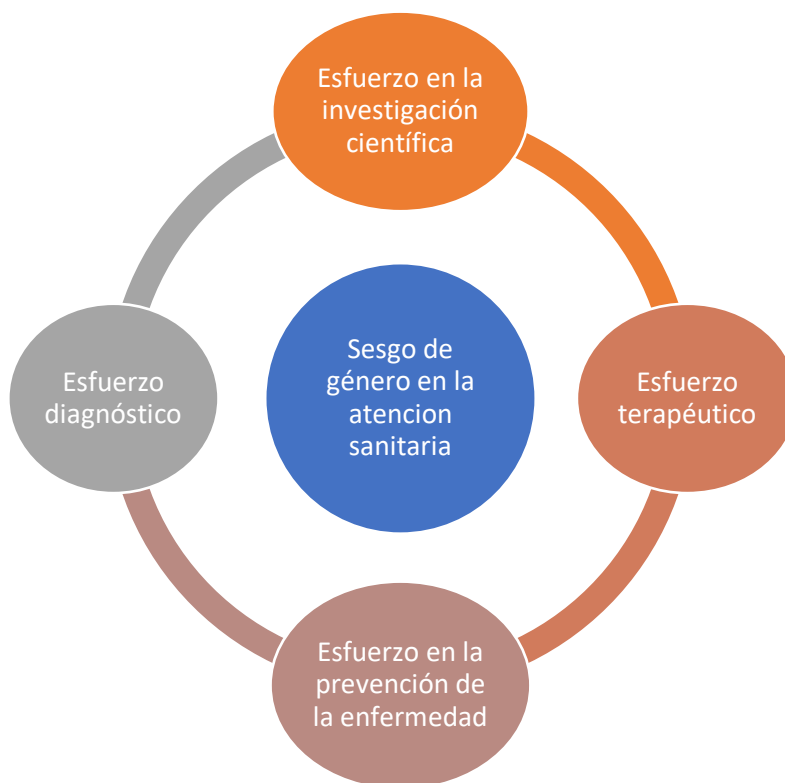 Esfuerzo en la
investigación
científica
Esfuerzo
diagnóstico
Sesgo de
género en la
atencion
sanitaria
Esfuerzo
terapéutico
Esfuerzo en la
prevención de
la enfermedad